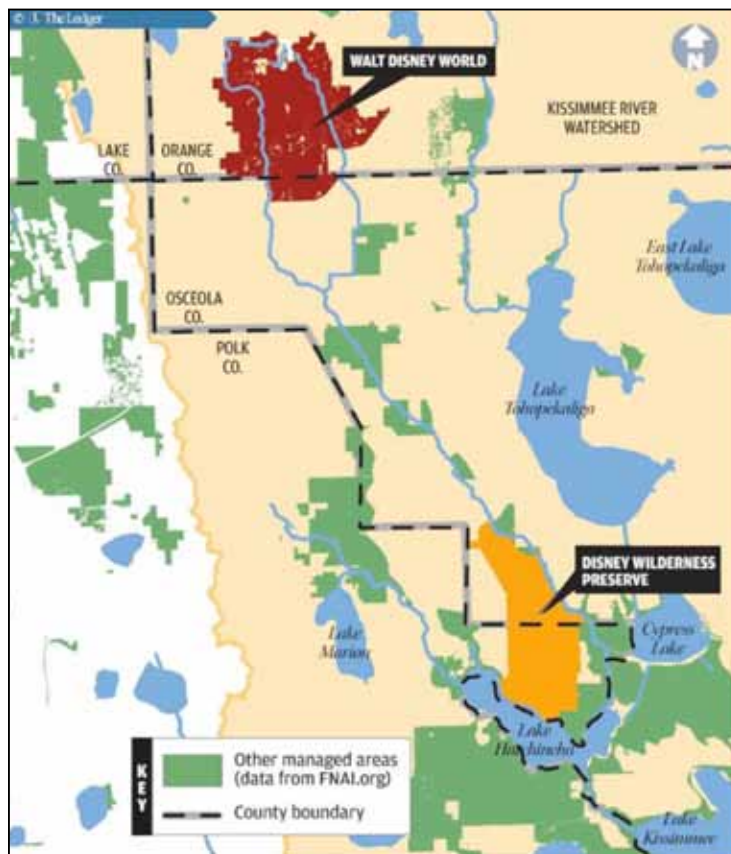 © J. The Ledger
WALT DISNEY WORLD
N
KISSIMMEE RIVER
WATERSHED
LAKE
CO.
ORANGE
CO.
East Lake
Tohopekaliga
OSCEOLA
CO.
POLK
CO.
Lake
Tohopekaliga
DISNEY WILDERNESS
PRESERVE
Lake
Marion
Cypress
Lake
Lake
Hatchineha
KEY
Other managed areas
(data from FNAI.org)
County boundary
Lake
Kissimmee